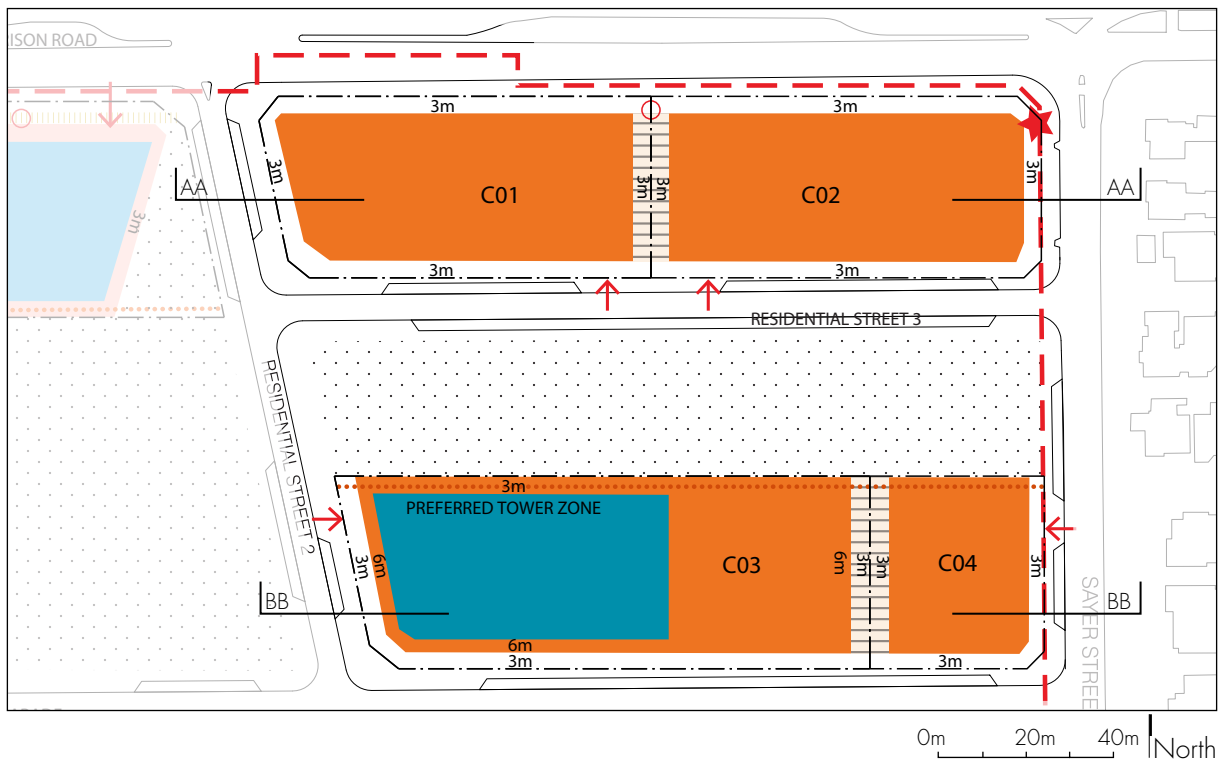 ISON ROAD
3m
3m
3m
3m
3m
3m
3m
AA
AA
C01
C02
3m
3m
RESIDENTIAL STREET 3
RESIDENTIAL STREET 2
3m
PREFERRED TOWER ZONE
3m
6m
C03
6m
3m
3m
C04
3m
BB
BB
6m
3m
3m
SAYER STREE
0m
20m
40m
North